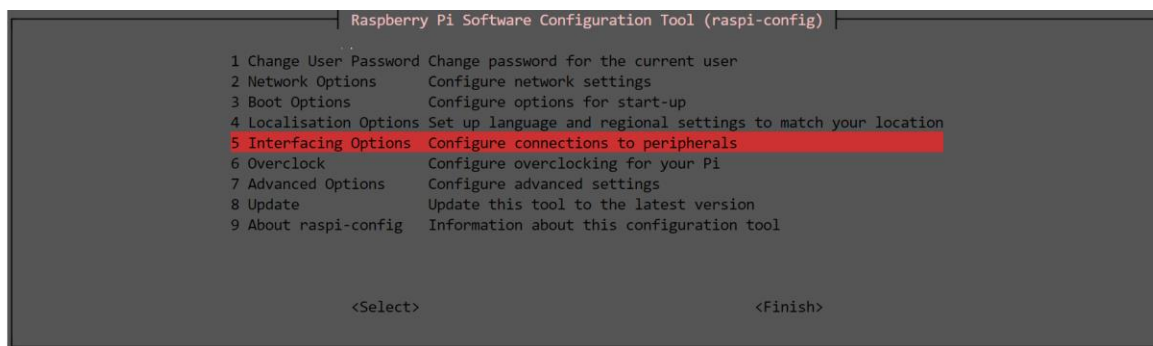 Raspberry Pi Software Configuration Tool (raspi-config)
1 Change User Password Change password for the current user
2 Network Options Configure network settings
3 Boot Options Configure options for start-up
4 Localisation Options Set up language and regional settings to match your location
5 Interfacing Options Configure connections to peripherals
6 Overclock Configure overclocking for your Pi
7 Advanced Options Configure advanced settings
8 Update Update this tool to the latest version
9 About raspi-config Information about this configuration tool
<Select> <Finish>